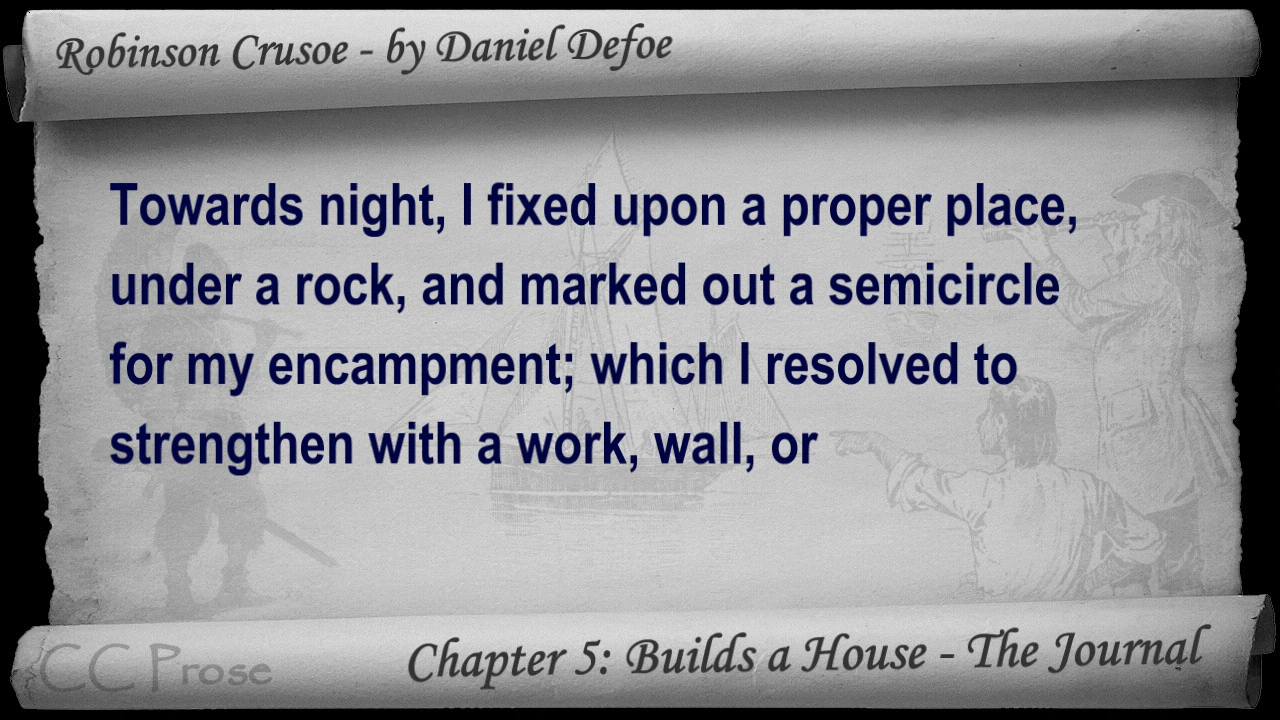 Robinson Crusoe - by Daniel Defoe
Towards night, I fixed upon a proper place,
under a rock, and marked out a semicircle
for my encampment; which I resolved to
strengthen with a work, wall, or
CC Prose
Chapter 5: Builds a House - The Journal